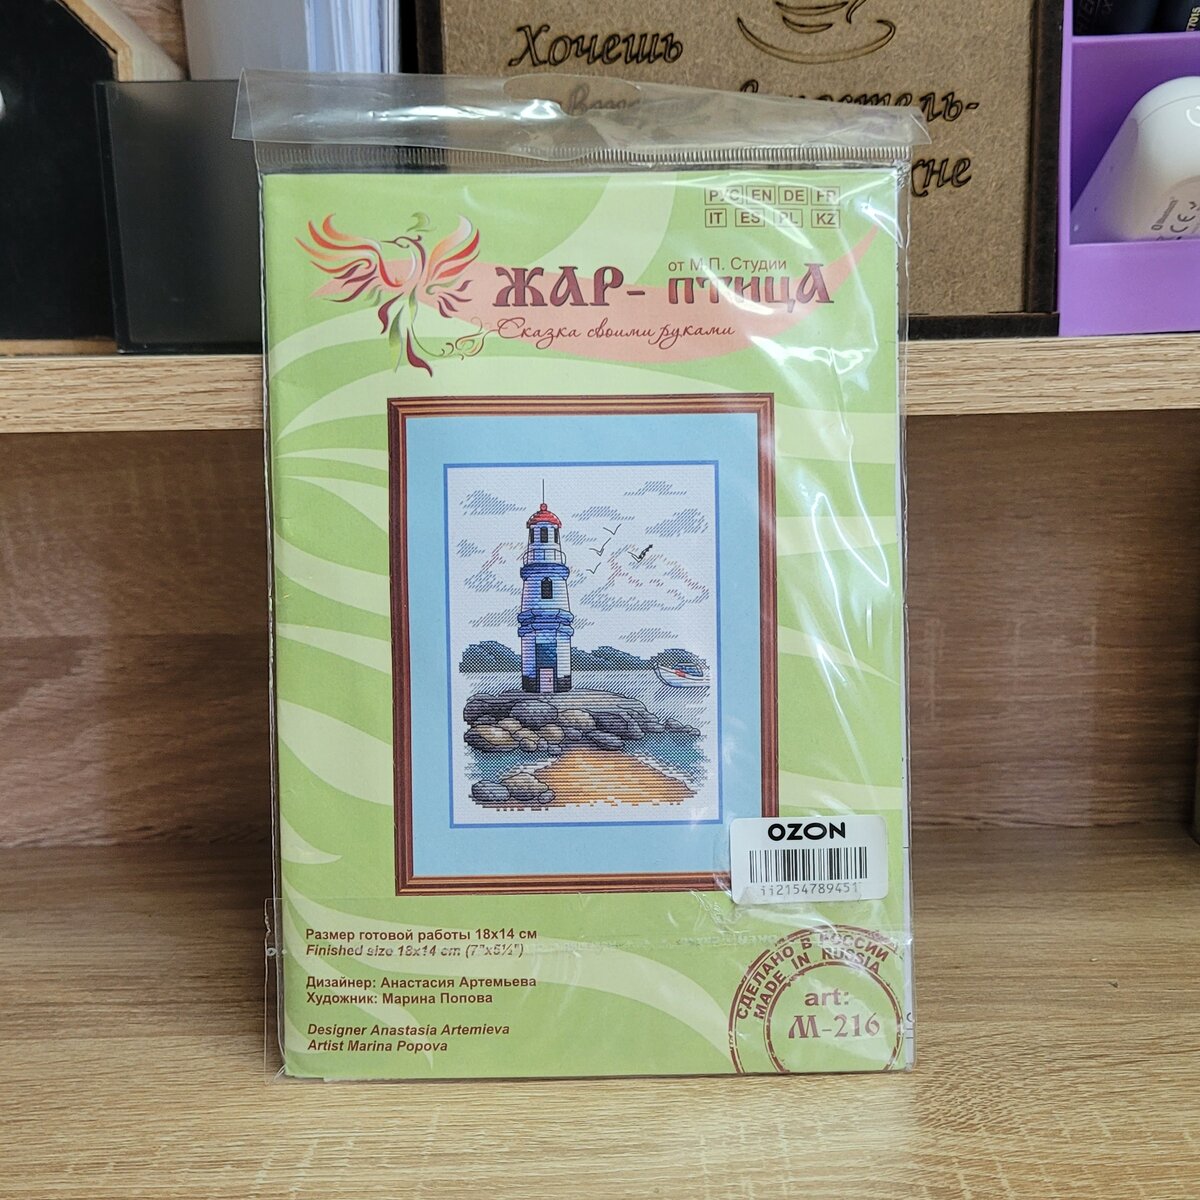 Хочешь
хне
РУС EN DE FR
IT ES PL KZ
от М.П. Студии
ЖАР-ПТИЦА
Сказка своими руками
OZON
112154789451
Размер готовой работы 18х14 см
Finished size 18x14 cm (7"x5½")
Дизайнер: Анастасия Артемьева
Художник: Марина Попова
Designer Anastasia Artemieva
Artist Marina Popova
СДЕЛАНО В РОССИИ
MADE IN RUSSIA
art:
М-216